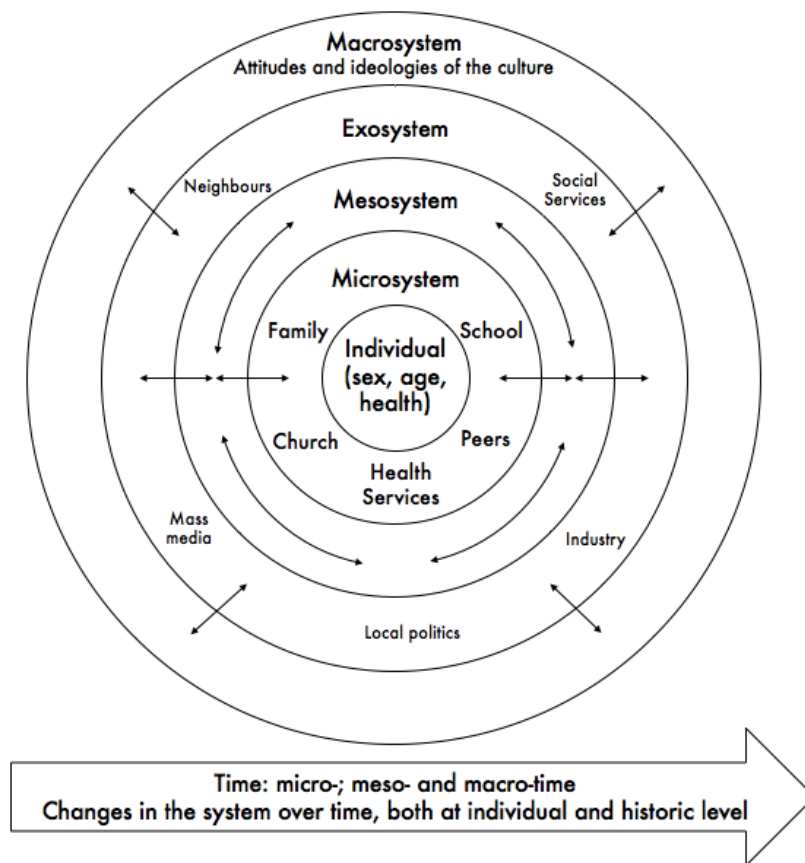 Macrosystem
Attitudes and ideologies of the culture
Exosystem
Neighbours
Social
Services
Mesosystem
Microsystem
Family
School
Individual
(sex, age,
health)
Church
Peers
Health
Services
Mass
media
Industry
Local politics
Time: micro-; meso- and macro-time
Changes in the system over time, both at individual and historic level